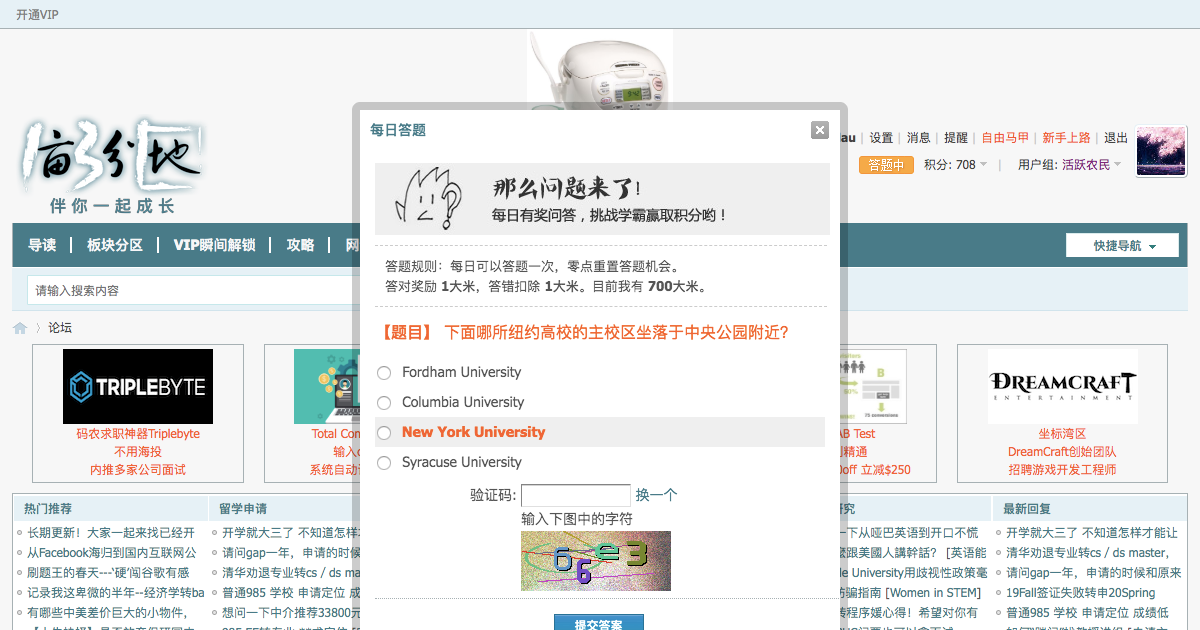 开通VIP
亩3分地
伴你一起成长
lau | 设置 | 消息 | 提醒 | 自由马甲 | 新手上路 | 退出
答题中 积分: 708 | 用户组: 活跃农民
导读 | 板块分区 | VIP瞬间解锁 | 攻略 | 网
快捷导航
请输入搜索内容
论坛
每日答题
那么问题来了!
每日有奖问答，挑战学霸赢取积分哟！
答题规则：每日可以答题一次，零点重置答题机会。
答对奖励 1大米，答错扣除 1大米。目前我有 700大米。
【题目】 下面哪所纽约高校的主校区坐落于中央公园附近?
Fordham University
Columbia University
New York University
Syracuse University
验证码: 换一个
输入下图中的字符
66e3
提交答案
TRIPLEBYTE
码农求职神器Triplebyte
不用海投
内推多家公司面试
Total Con
输入c
系统自动
B
AB Test
精通
0off 立减$250
DREAMCRAFT
ENTERTAINMENT
坐标湾区
DreamCraft创始团队
招聘游戏开发工程师
热门推荐
长期更新！大家一起来找已经开
从Facebook海归到国内互联网公
刷题王的春天---‘硬’闯谷歌有感
记录我这卑微的半年--经济学转ba
有哪些中美差价巨大的小物件，
留学申请
开学就大三了 不知道怎样
请问gap一年，申请的时候
清华劝退专业转cs / ds ma
普通985 学校 申请定位 成
想问一下中介推荐33800元
研究
一下从哑巴英语到开口不慌
麼跟美國人講幹話？ [英语能
le University用歧视性政策毫
防骗指南 [Women in STEM]
转程序媛心得！希望对你有
最新回复
开学就大三了 不知道怎样才能让
清华劝退专业转cs / ds master，
请问gap一年，申请的时候和原来
19Fall签证失败转申20Spring
普通985 学校 申请定位 成绩低